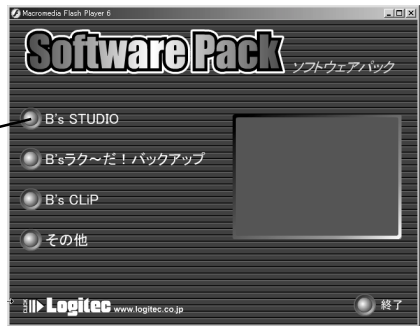 Macromedia Flash Player 6
Software Pack
ソフトウェアパック
B's STUDIO
B'sラク～だ！バックアップ
B's CLiP
その他
CLICK Logitec www.logitec.co.jp
終了